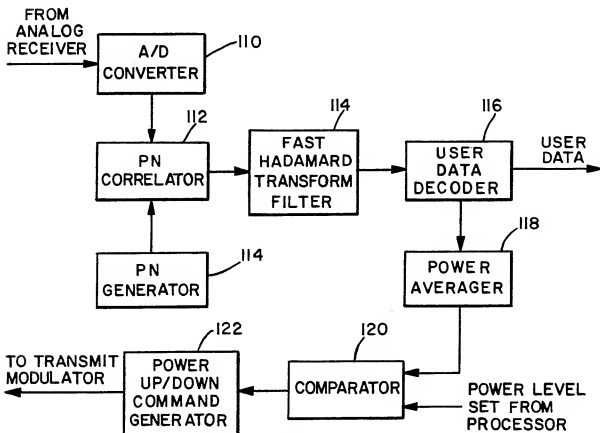 FROM
ANALOG
RECEIVER
A/D
CONVERTER
110
PN
CORRELATOR
112
FAST
HADAMARD
TRANSFORM
FILTER
114
USER
DATA
DECODER
116
USER
DATA
PN
GENERATOR
114
POWER
AVERAGER
118
TO TRANSMIT
MODULATOR
POWER
UP/DOWN
COMMAND
GENERATOR
122
COMPARATOR
120
POWER LEVEL
SET FROM
PROCESSOR